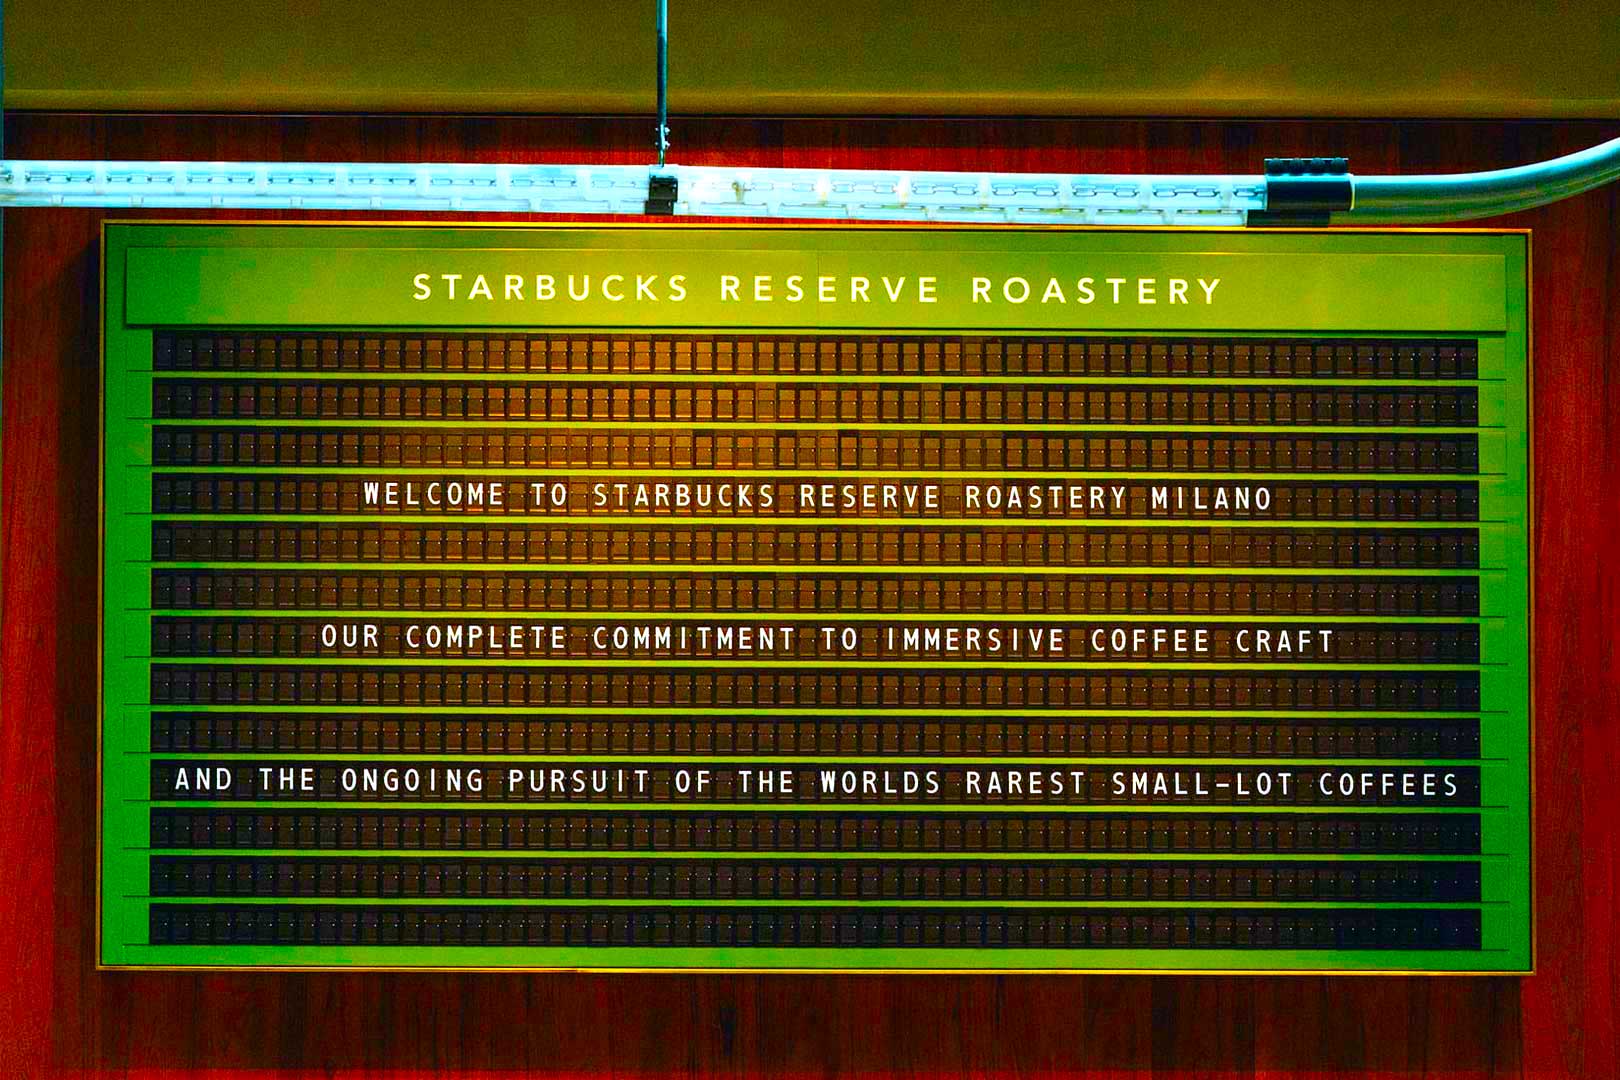 STARBUCKS RESERVE ROASTERY
WELCOME TO STARBUCKS RESERVE ROASTERY MILANO
OUR COMPLETE COMMITMENT TO IMMERSIVE COFFEE CRAFT
AND THE ONGOING PURSUIT OF THE WORLDS RAREST SMALL-LOT COFFEES